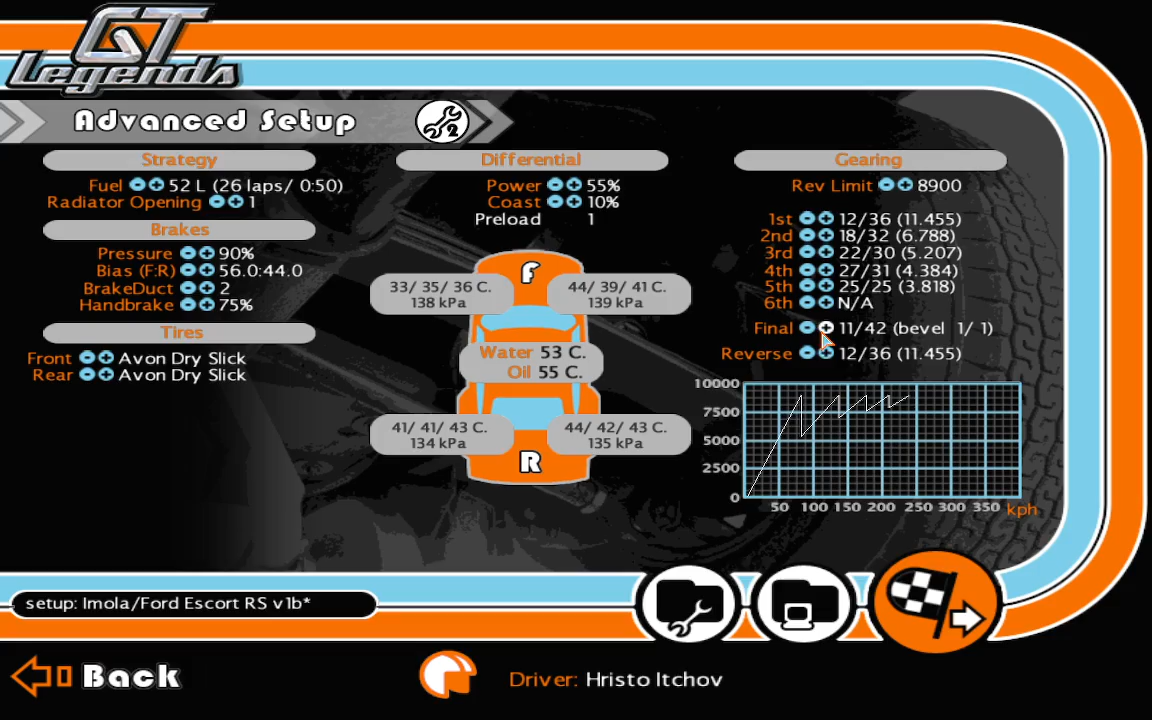 GT
Legends
Advanced Setup
2
Strategy
Fuel 52 L (26 laps/ 0:50)
Radiator Opening 1
Brakes
Pressure 90%
Bias (F:R) 56.0:44.0
BrakeDuct 2
Handbrake 75%
Tires
Front Avon Dry Slick
Rear Avon Dry Slick
Differential
Power 55%
Coast 10%
Preload 1
F
33/ 35/ 36 C.
138 kPa
44/ 39/ 41 C.
139 kPa
Water 53 C.
Oil 55 C.
41/ 41/ 43 C.
134 kPa
44/ 42/ 43 C.
135 kPa
R
Gearing
Rev Limit 8900
1st 12/36 (11.455)
2nd 18/32 (6.788)
3rd 22/30 (5.207)
4th 27/31 (4.384)
5th 25/25 (3.818)
6th N/A
Final 11/42 (bevel 1/ 1)
Reverse 12/36 (11.455)
10000
7500
5000
2500
0
50 100 150 200 250 300 350 kph
setup: Imola/Ford Escort RS v1b*
Back
Driver: Hristo Itchov